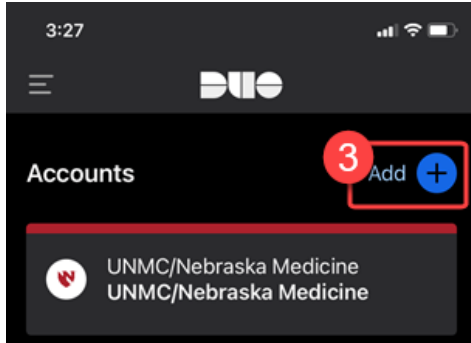 3:27
DUO
Accounts
3
Add +
UNMC/Nebraska Medicine
UNMC/Nebraska Medicine